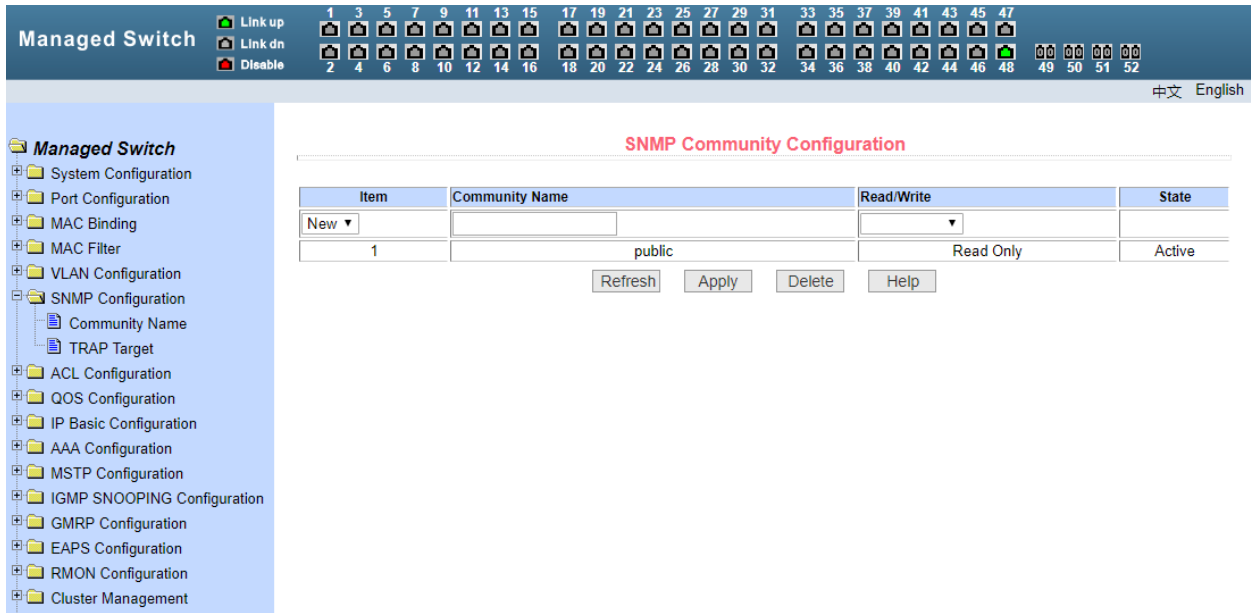 Managed Switch
Link up
Link dn
Disable
1 3 5 7 9 11 13 15 17 19 21 23 25 27 29 31 33 35 37 39 41 43 45 47
2 4 6 8 10 12 14 16 18 20 22 24 26 28 30 32 34 36 38 40 42 44 46 48 49 50 51 52
中文 English
Managed Switch
System Configuration
Port Configuration
MAC Binding
MAC Filter
VLAN Configuration
SNMP Configuration
Community Name
TRAP Target
ACL Configuration
QOS Configuration
IP Basic Configuration
AAA Configuration
MSTP Configuration
IGMP SNOOPING Configuration
GMRP Configuration
EAPS Configuration
RMON Configuration
Cluster Management
SNMP Community Configuration
Item Community Name Read/Write State
New
1 public Read Only Active
Refresh Apply Delete Help